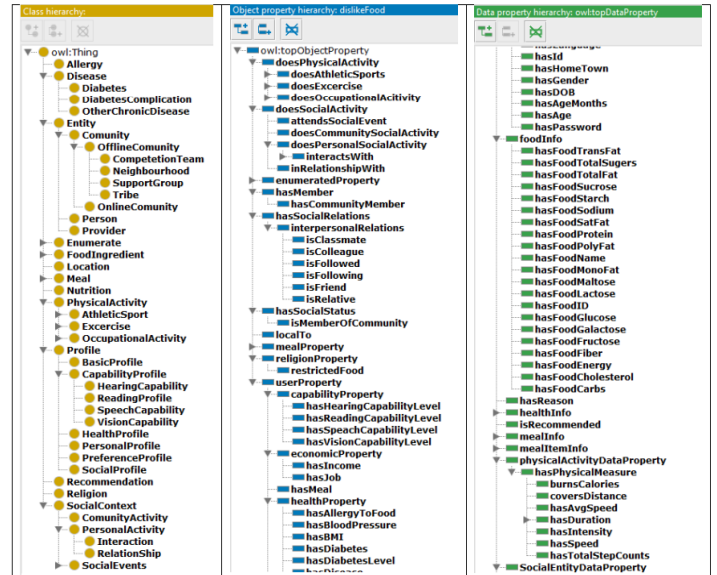 Class hierarchy:
owl:Thing
Allergy
Disease
Diabetes
DiabetesComplication
OtherChronicDisease
Entity
Comunity
OfflineComunity
CompetetionTeam
Neighbourhood
SupportGroup
Tribe
OnlineComunity
Person
Provider
Enumerate
FoodIngredient
Location
Meal
Nutrition
PhysicalActivity
AthleticSport
Excercise
OccupationalActivity
Profile
BasicProfile
CapabilityProfile
HearingCapability
ReadingProfile
SpeechCapability
VisionCapability
HealthProfile
PersonalProfile
PreferenceProfile
SocialProfile
Recommendation
Religion
SocialContext
ComunityActivity
PersonalActivity
Interaction
RelationShip
SocialEvents
Object property hierarchy: dislikeFood
owl:topObjectProperty
doesPhysicalActivity
doesAthleticSports
doesExcercise
doesOccupationalAcitivity
doesSocialActivity
attendsSocialEvent
doesCommunitySocialActivity
doesPersonalSocialActivity
interactsWith
inRelationshipWith
enumeratedProperty
hasMember
hasCommunityMember
hasSocialRelations
interpersonalRelations
isClassmate
isColleague
isFollowed
isFollowing
isFriend
isRelative
hasSocialStatus
isMemberOfCommunity
localTo
mealProperty
religionProperty
restrictedFood
userProperty
capabilityProperty
hasHearingCapabilityLevel
hasReadingCapabilityLevel
hasSpeachCapabilityLevel
hasVisionCapabilityLevel
economicProperty
hasIncome
hasJob
hasMeal
healthProperty
hasAllergyToFood
hasBloodPressure
hasBMI
hasDiabetes
hasDiabetesLevel
hasDisease
Data property hierarchy: owl:topDataProperty
hasLanguage
hasId
hasHomeTown
hasGender
hasDOB
hasAgeMonths
hasAge
hasPassword
foodInfo
hasFoodTransFat
hasFoodTotalSugers
hasFoodTotalFat
hasFoodSucrose
hasFoodStarch
hasFoodSodium
hasFoodSatFat
hasFoodProtein
hasFoodPolyFat
hasFoodName
hasFoodMonoFat
hasFoodMaltose
hasFoodLactose
hasFoodID
hasFoodGlucose
hasFoodGalactose
hasFoodFructose
hasFoodFiber
hasFoodEnergy
hasFoodCholesterol
hasFoodCarbs
hasReason
healthInfo
isRecommended
mealInfo
mealItemInfo
physicalActivityDataProperty
hasPhysicalMeasure
burnsCalories
coversDistance
hasAvgSpeed
hasDuration
hasIntensity
hasSpeed
hasTotalStepCounts
SocialEntityDataProperty